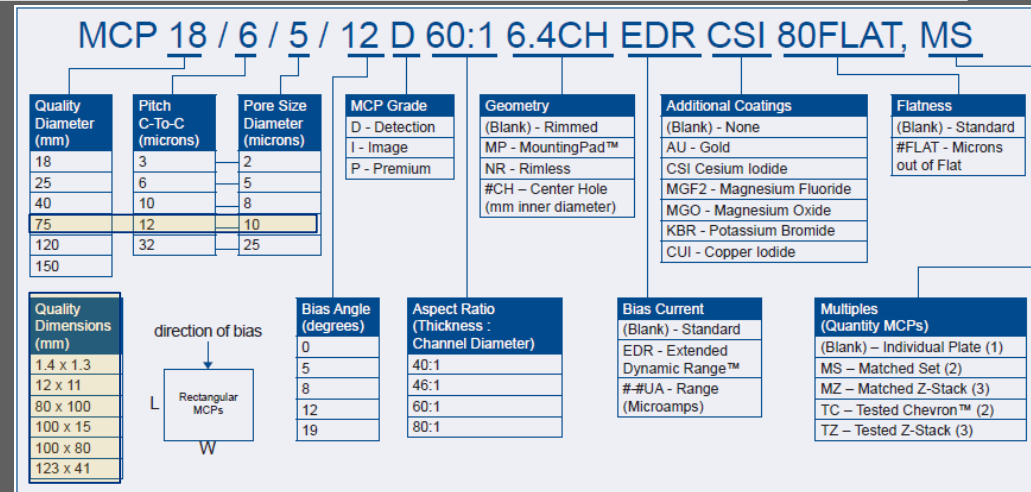 MCP 18 / 6 / 5 / 12 D 60:1 6.4CH EDR CSI 80FLAT, MS
Quality
Diameter
(mm)
18
25
40
75
120
150
Pitch
C-To-C
(microns)
3
6
10
12
32
Pore Size
Diameter
(microns)
2
5
8
10
25
MCP Grade
D - Detection
I - Image
P - Premium
Geometry
(Blank) - Rimmed
MP - MountingPad™
NR - Rimless
#CH – Center Hole
(mm inner diameter)
Additional Coatings
(Blank) - None
AU - Gold
CSI Cesium Iodide
MGF2 - Magnesium Fluoride
MGO - Magnesium Oxide
KBR - Potassium Bromide
CUI - Copper Iodide
Flatness
(Blank) - Standard
#FLAT - Microns
out of Flat
Quality
Dimensions
(mm)
1.4 x 1.3
12 x 11
80 x 100
100 x 15
100 x 80
123 x 41
direction of bias
L
Rectangular
MCPs
W
Bias Angle
(degrees)
0
5
8
12
19
Aspect Ratio
(Thickness :
Channel Diameter)
40:1
46:1
60:1
80:1
Bias Current
(Blank) - Standard
EDR - Extended
Dynamic Range™
#-#UA - Range
(Microamps)
Multiples
(Quantity MCPs)
(Blank) – Individual Plate (1)
MS – Matched Set (2)
MZ – Matched Z-Stack (3)
TC – Tested Chevron™ (2)
TZ – Tested Z-Stack (3)